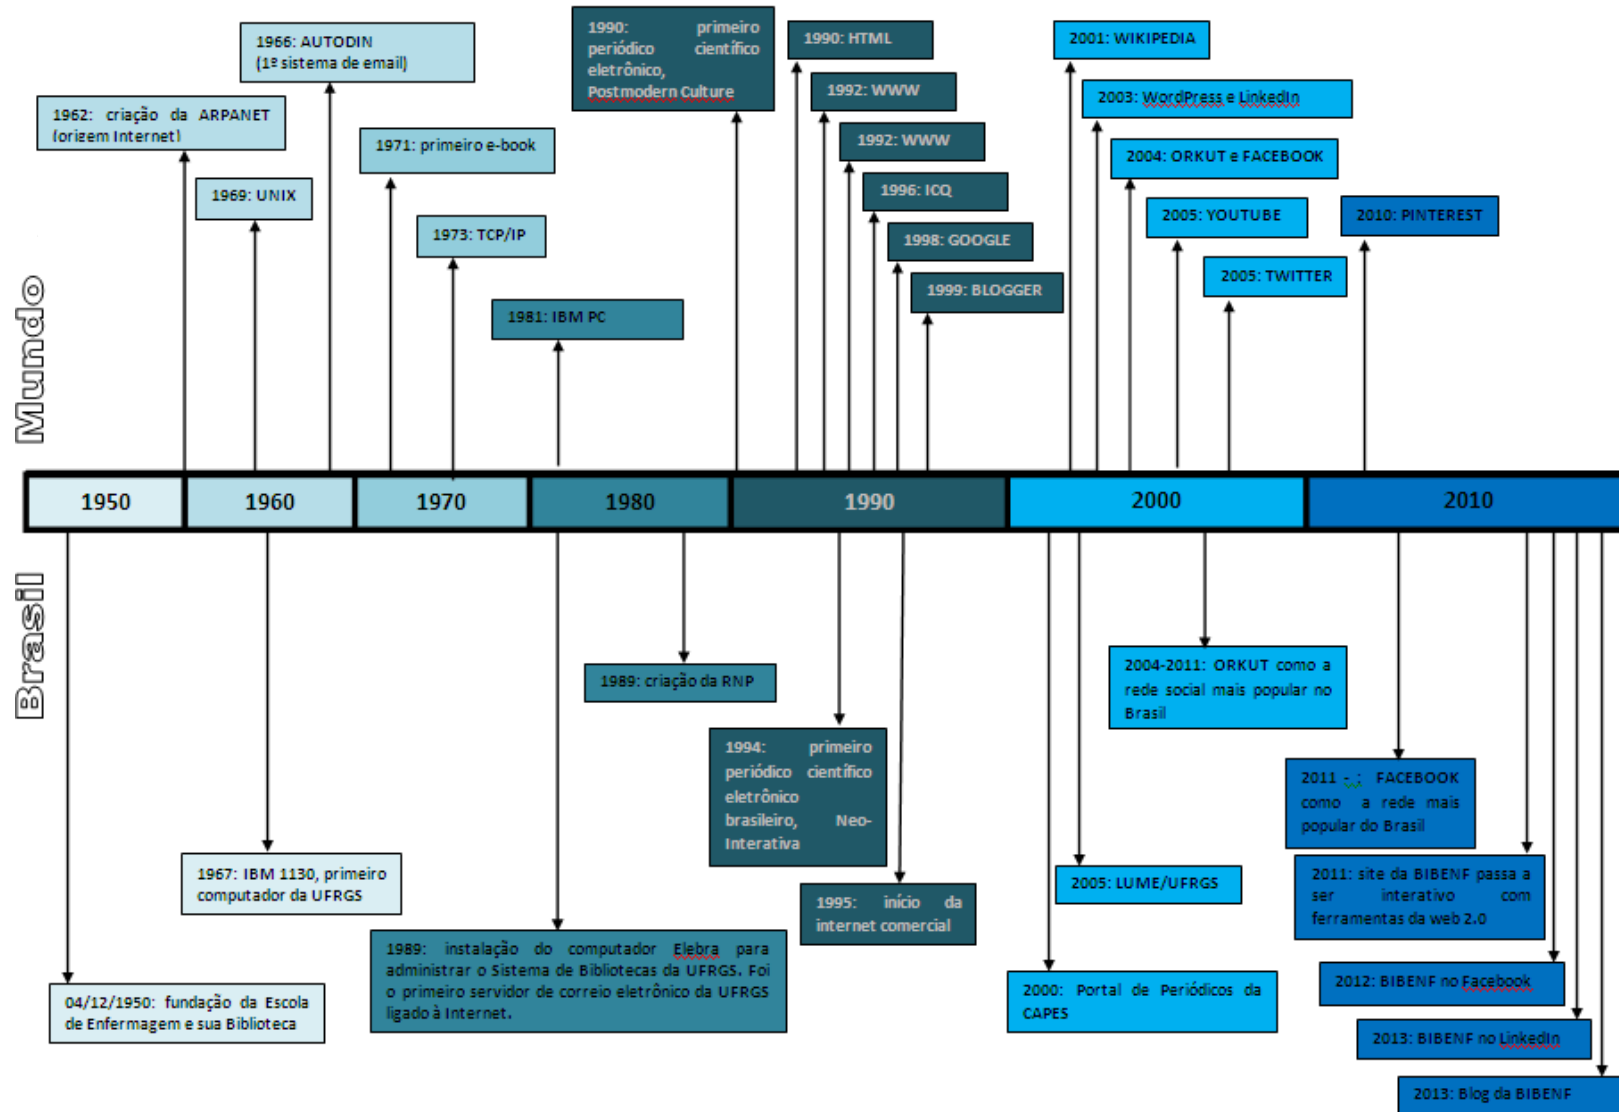 1966: AUTODIN
(1º sistema de email)
1962: criação da ARPANET
(origem Internet)
1969: UNIX
1971: primeiro e-book
1973: TCP/IP
1981: IBM PC
1990: primeiro
periódico científico
eletrônico,
Postmodern Culture
1990: HTML
1992: WWW
1992: WWW
1996: ICQ
1998: GOOGLE
1999: BLOGGER
2001: WIKIPEDIA
2003: WordPress e LinkedIn
2004: ORKUT e FACEBOOK
2005: YOUTUBE
2005: TWITTER
2010: PINTEREST
Mundo
1950
1960
1970
1980
1990
2000
2010
Brasil
04/12/1950: fundação da Escola
de Enfermagem e sua Biblioteca
1967: IBM 1130, primeiro
computador da UFRGS
1989: instalação do computador Elebra para
administrar o Sistema de Bibliotecas da UFRGS. Foi
o primeiro servidor de correio eletrônico da UFRGS
ligado à Internet.
1989: criação da RNP
1994: primeiro
periódico científico
eletrônico
brasileiro, Neo-
Interativa
1995: início da
internet comercial
2000: Portal de Periódicos da
CAPES
2005: LUME/UFRGS
2004-2011: ORKUT como a
rede social mais popular no
Brasil
2011 - : FACEBOOK
como a rede mais
popular do Brasil
2011: site da BIBENF passa a
ser interativo com
ferramentas da web 2.0
2012: BIBENF no Facebook
2013: BIBENF no LinkedIn
2013: Blog da BIBENF